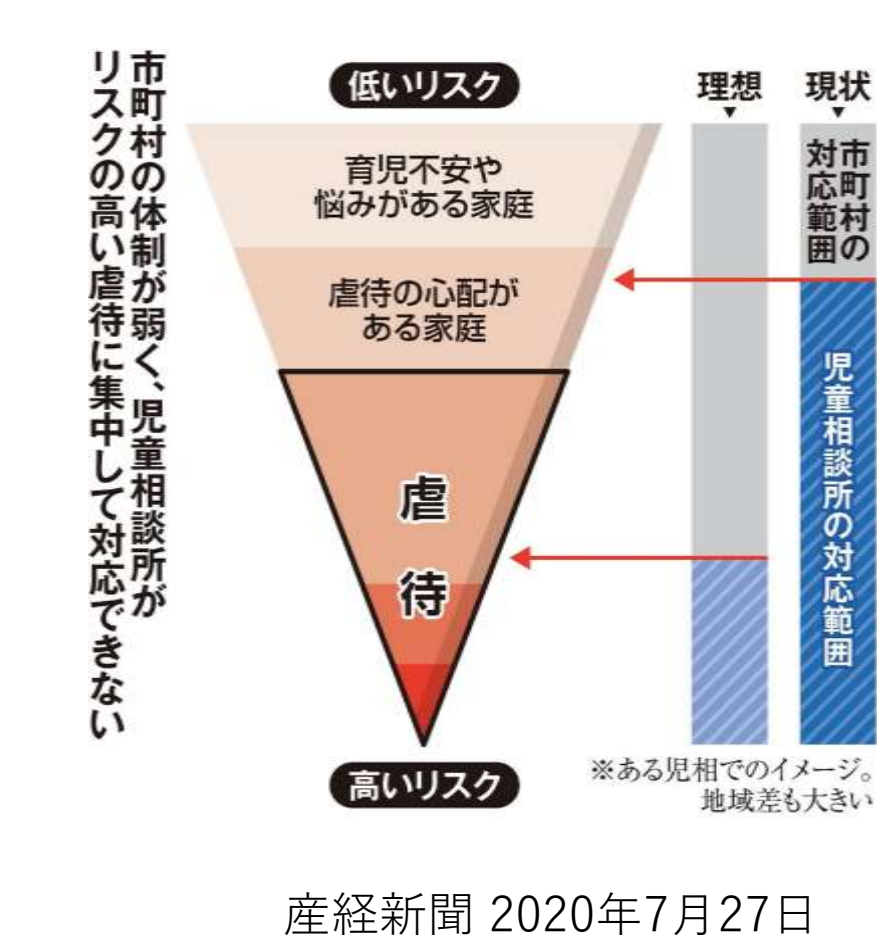 市町村の体制が弱く、児童相談所が
リスクの高い虐待に集中して対応できない
低いリスク
育児不安や
悩みがある家庭
虐待の心配が
ある家庭
虐
待
高いリスク
理想
▼
現状
▼
市町村の
対応範囲
児童相談所の対応範囲
※ある児相でのイメージ。
地域差も大きい
産経新聞 2020年7月27日